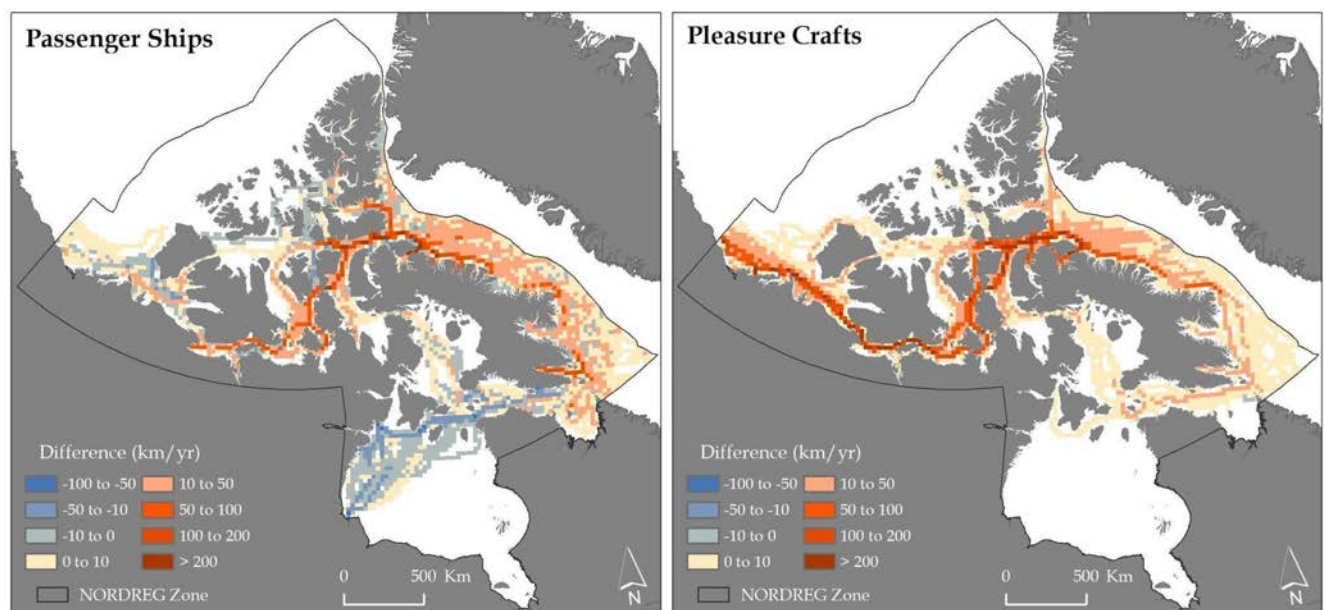 Passenger Ships
Difference (km/yr)
-100 to -50
10 to 50
-50 to -10
50 to 100
-10 to 0
100 to 200
0 to 10
> 200
NORDREG Zone
0
500 Km
N
Pleasure Crafts
Difference (km/yr)
-100 to -50
10 to 50
-50 to -10
50 to 100
-10 to 0
100 to 200
0 to 10
> 200
NORDREG Zone
0
500 Km
N